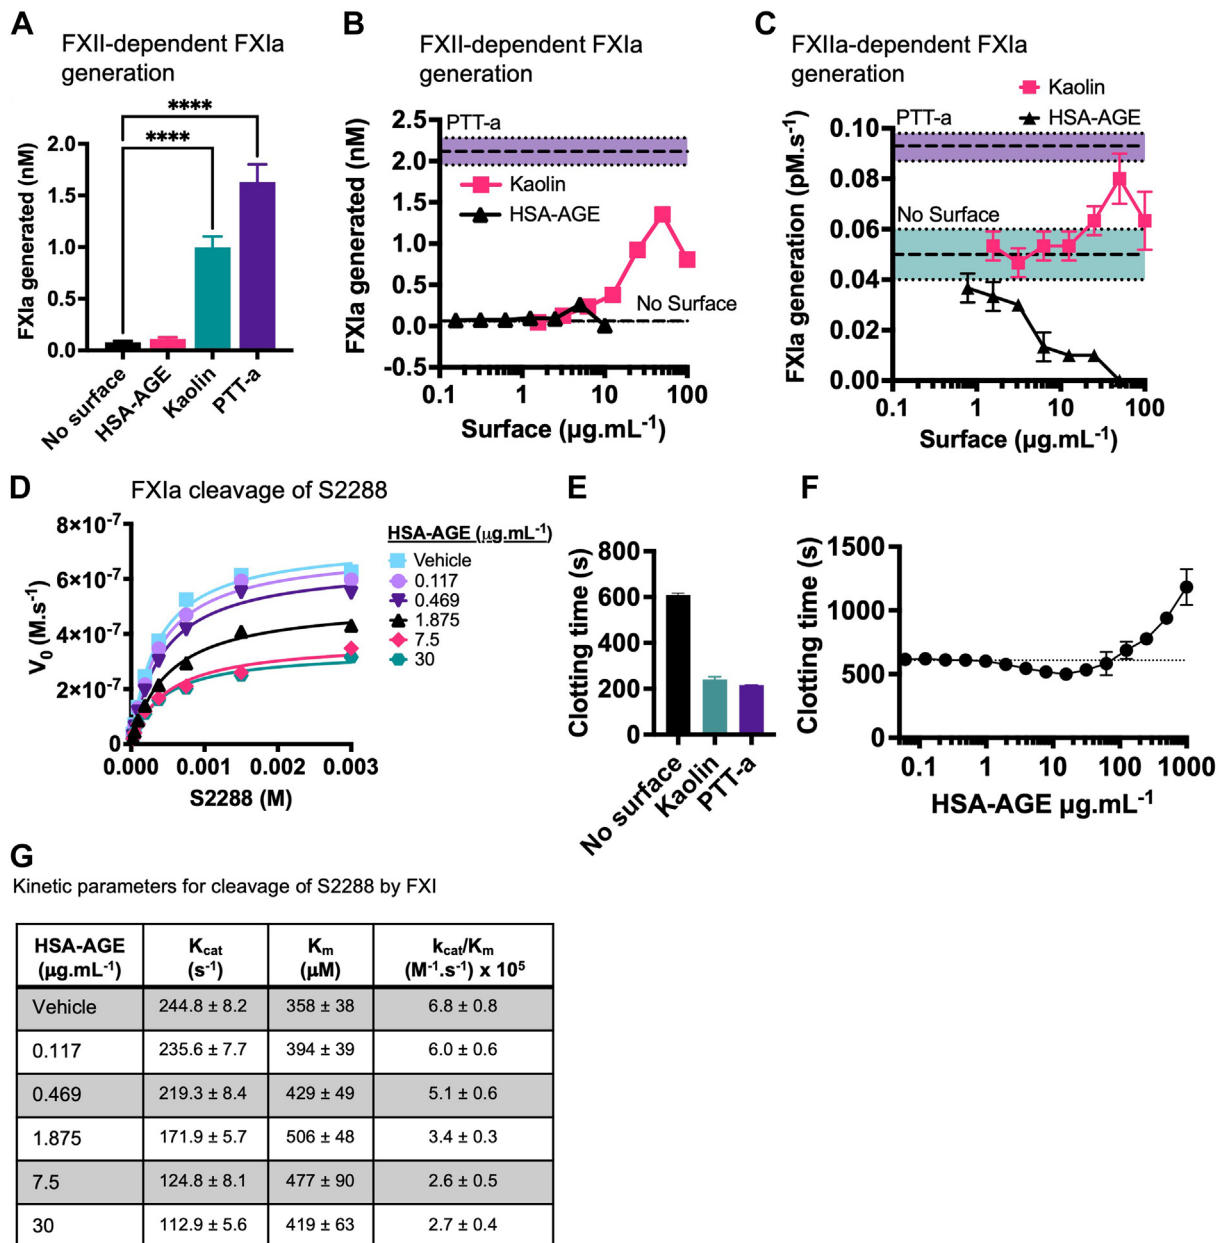 A
FXII-dependent FXIa
generation
****
****
FXIa generated (nM)
2.0
1.5
1.0
0.5
0.0
No surface
HSA-AGE
Kaolin
PTT-a
B
FXII-dependent FXIa
generation
FXIa generated (nM)
2.5
2.0
1.5
1.0
0.5
0.0
-0.5
PTT-a
Kaolin
HSA-AGE
No Surface
0.1 1 10 100
Surface (µg.mL⁻¹)
C
FXIIa-dependent FXIa
generation
Kaolin
HSA-AGE
FXIa generation (pM.s⁻¹)
0.10
0.08
0.06
0.04
0.02
0.00
PTT-a
No Surface
0.1 1 10 100
Surface (µg.mL⁻¹)
D
FXIa cleavage of S2288
V₀ (M.s⁻¹)
8×10⁻⁷
6×10⁻⁷
4×10⁻⁷
2×10⁻⁷
0
0.000 0.001 0.002 0.003
S2288 (M)
HSA-AGE (µg.mL⁻¹)
Vehicle
0.117
0.469
1.875
7.5
30
E
Clotting time (s)
800
600
400
200
0
No surface
Kaolin
PTT-a
F
Clotting time (s)
1500
1000
500
0
0.1 1 10 100 1000
HSA-AGE µg.mL⁻¹
G
Kinetic parameters for cleavage of S2288 by FXI
HSA-AGE (µg.mL⁻¹) K_cat (s⁻¹) K_m (µM) k_cat/K_m (M⁻¹.s⁻¹) x 10⁵
Vehicle 244.8 ± 8.2 358 ± 38 6.8 ± 0.8
0.117 235.6 ± 7.7 394 ± 39 6.0 ± 0.6
0.469 219.3 ± 8.4 429 ± 49 5.1 ± 0.6
1.875 171.9 ± 5.7 506 ± 48 3.4 ± 0.3
7.5 124.8 ± 8.1 477 ± 90 2.6 ± 0.5
30 112.9 ± 5.6 419 ± 63 2.7 ± 0.4